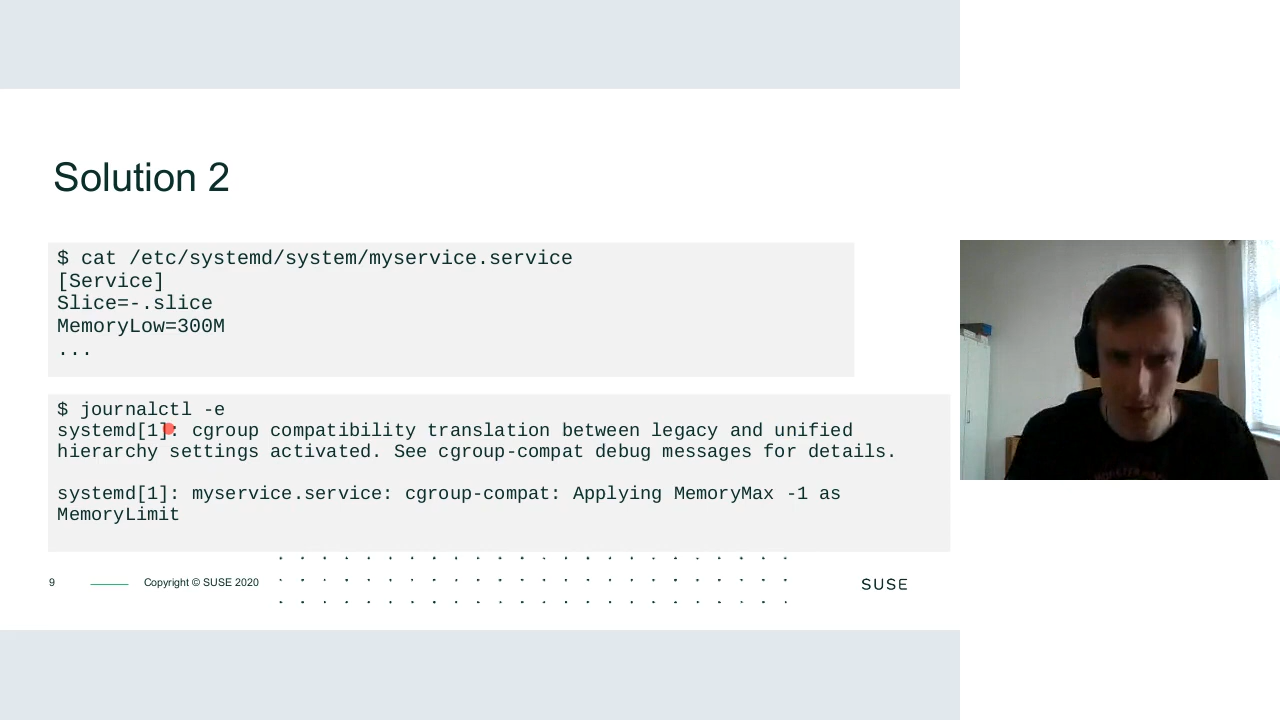 Solution 2
$ cat /etc/systemd/system/myservice.service
[Service]
Slice=-.slice
MemoryLow=300M
...
$ journalctl -e
systemd[1]: cgroup compatibility translation between legacy and unified
hierarchy settings activated. See cgroup-compat debug messages for details.
systemd[1]: myservice.service: cgroup-compat: Applying MemoryMax -1 as
MemoryLimit
9
Copyright © SUSE 2020
SUSE